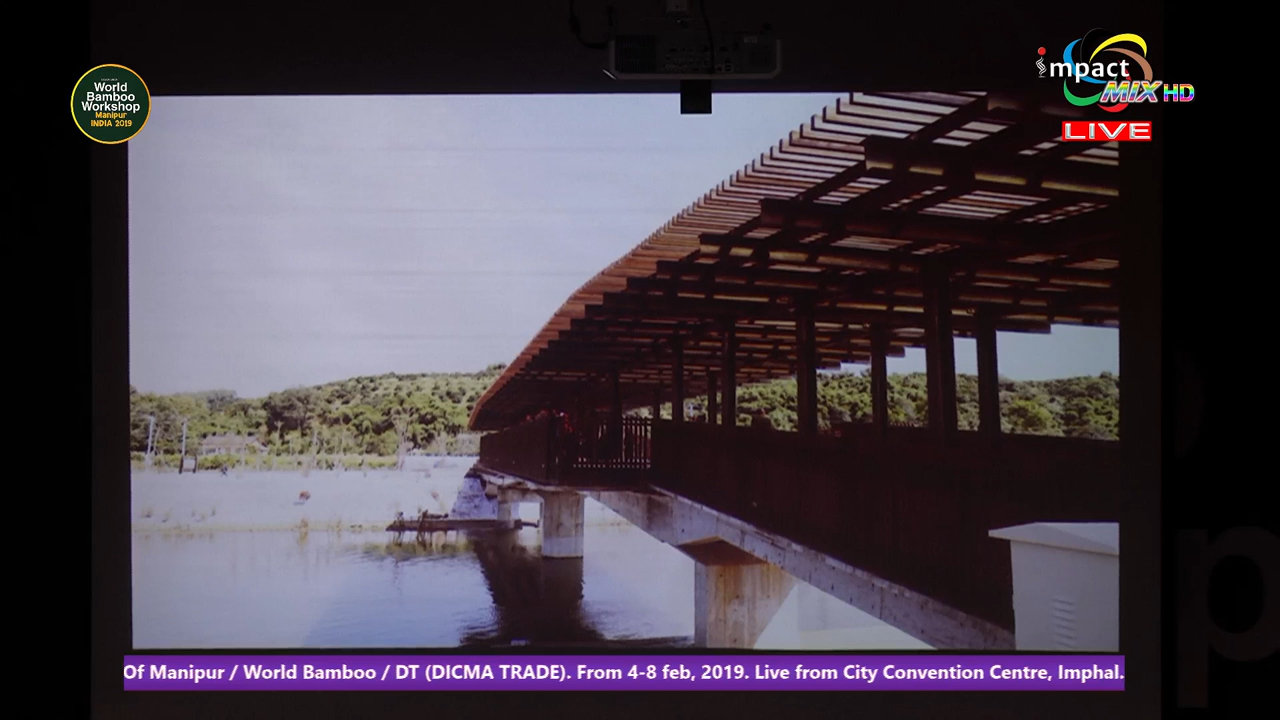 World
Bamboo
Workshop
Manipur
INDIA 2019
impact
MIX HD
LIVE
Of Manipur / World Bamboo / DT (DICMA TRADE). From 4-8 feb, 2019. Live from City Convention Centre, Imphal.